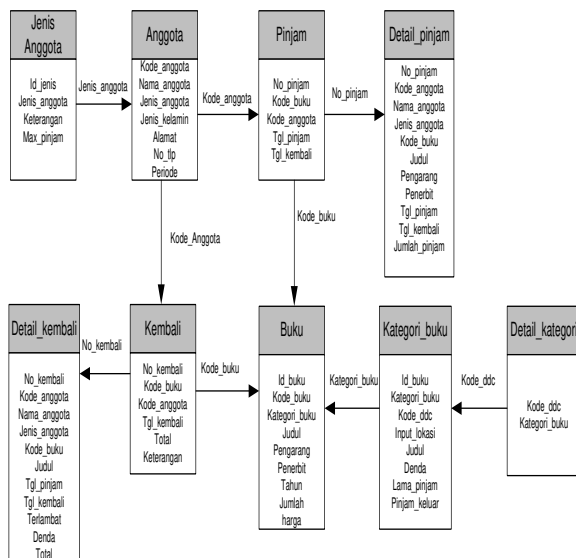 Jenis
Anggota
Id_jenis
Jenis_anggota
Keterangan
Max_pinjam
Jenis_anggota
Anggota
Kode_anggota
Nama_anggota
Jenis_anggota
Jenis_kelamin
Alamat
No_tlp
Periode
Kode_anggota
Pinjam
No_pinjam
Kode_buku
Kode_anggota
Tgl_pinjam
Tgl_kembali
No_pinjam
Detail_pinjam
No_pinjam
Kode_anggota
Nama_anggota
Jenis_anggota
Kode_buku
Judul
Pengarang
Penerbit
Tgl_pinjam
Tgl_kembali
Jumlah_pinjam
Kode_Anggota
Kode_buku
Detail_kembali
No_kembali
Kode_anggota
Nama_anggota
Jenis_anggota
Kode_buku
Judul
Tgl_pinjam
Tgl_kembali
Terlambat
Denda
Total
No_kembali
Kembali
No_kembali
Kode_buku
Kode_anggota
Tgl_kembali
Total
Keterangan
Kode_buku
Buku
Id_buku
Kode_buku
Kategori_buku
Judul
Pengarang
Penerbit
Tahun
Jumlah
harga
Kategori_buku
Kategori_buku
Id_buku
Kategori_buku
Kode_ddc
Input_lokasi
Judul
Denda
Lama_pinjam
Pinjam_keluar
Kode_ddc
Detail_kategori
Kode_ddc
Kategori_buku